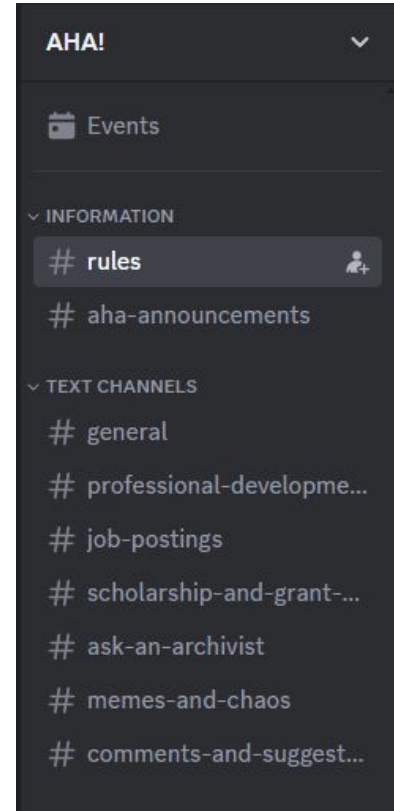 AHA!
Events
INFORMATION
# rules
# aha-announcements
TEXT CHANNELS
# general
# professional-developme...
# job-postings
# scholarship-and-grant-...
# ask-an-archivist
# memes-and-chaos
# comments-and-suggest...